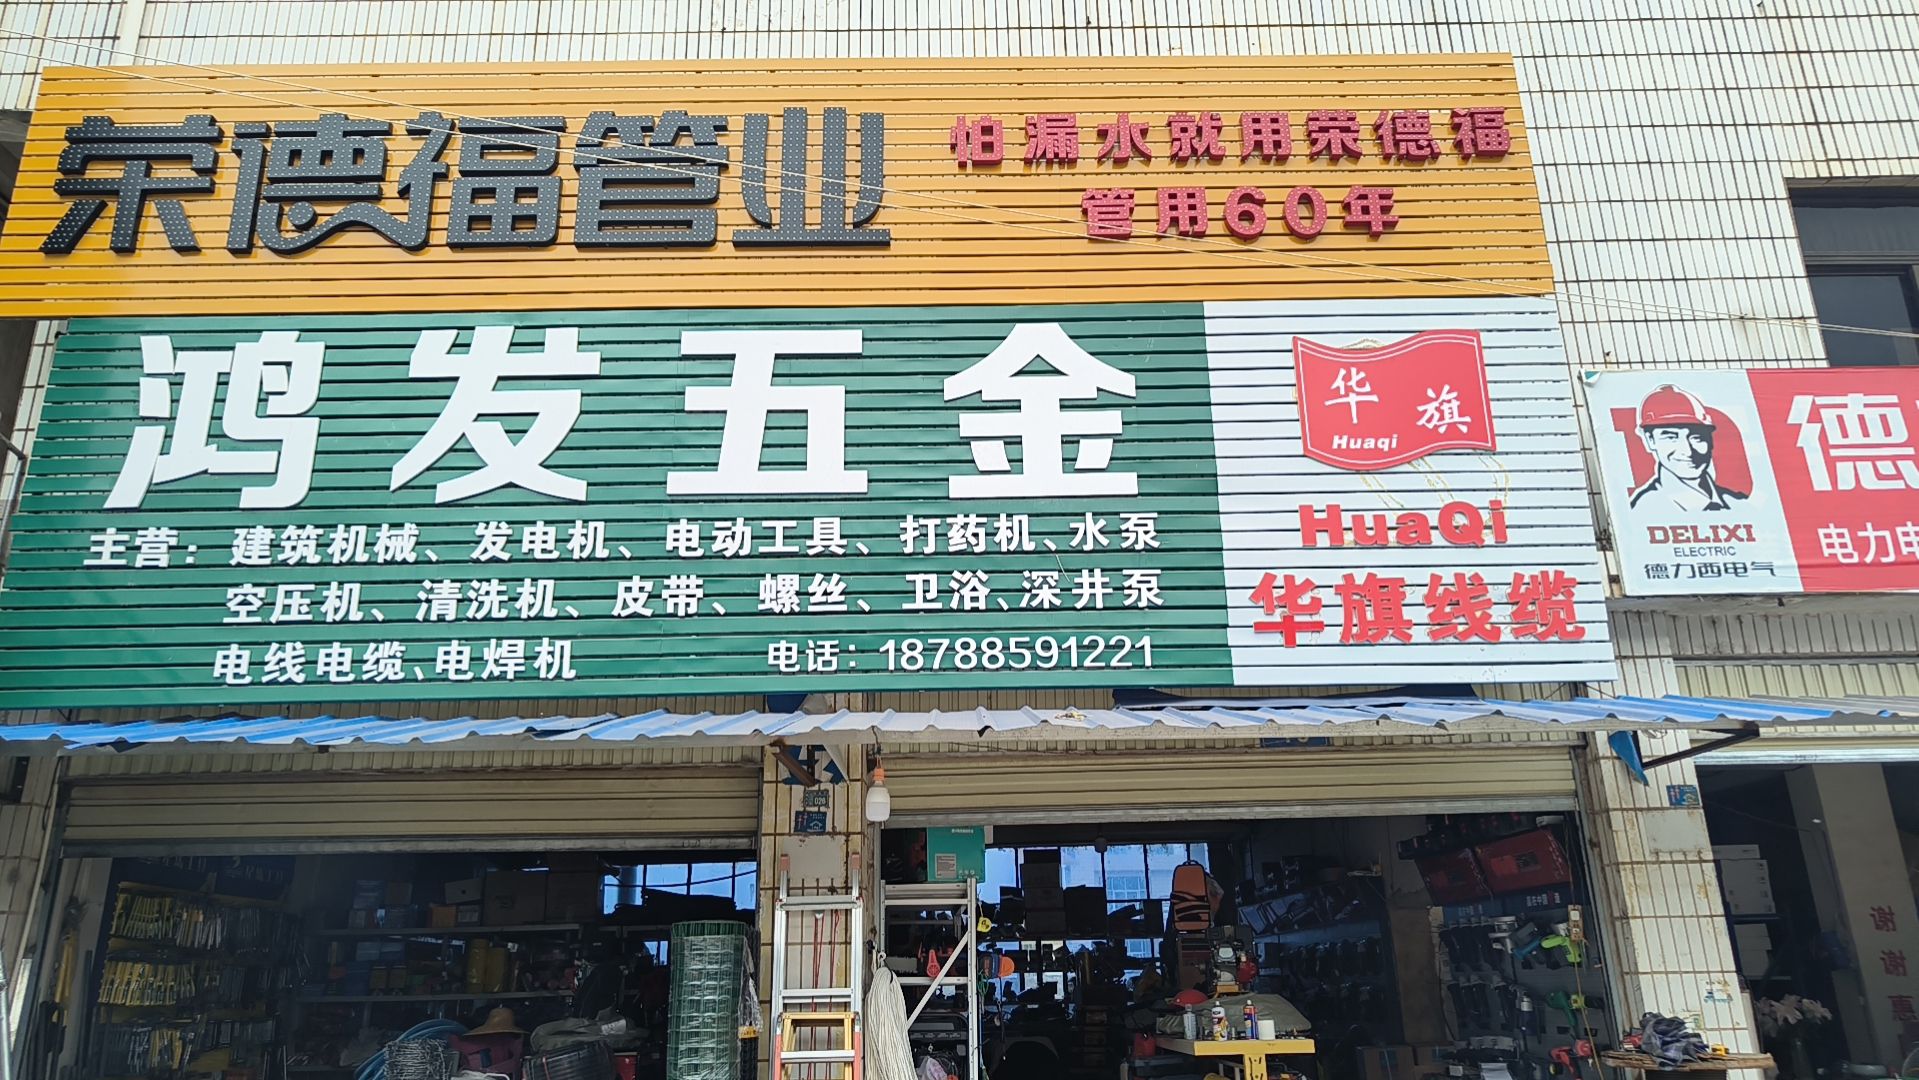 荣德福管业
怕漏水就用荣德福
管用60年
鸿发五金
主营：建筑机械、发电机、电动工具、打药机、水泵
空压机、清洗机、皮带、螺丝、卫浴、深井泵
电线电缆、电焊机
电话：18788591221
华旗
Huaqi
HuaQi
华旗线缆
DELIXI
ELECTRIC
德力西电气
德
电力电
026
谢谢惠